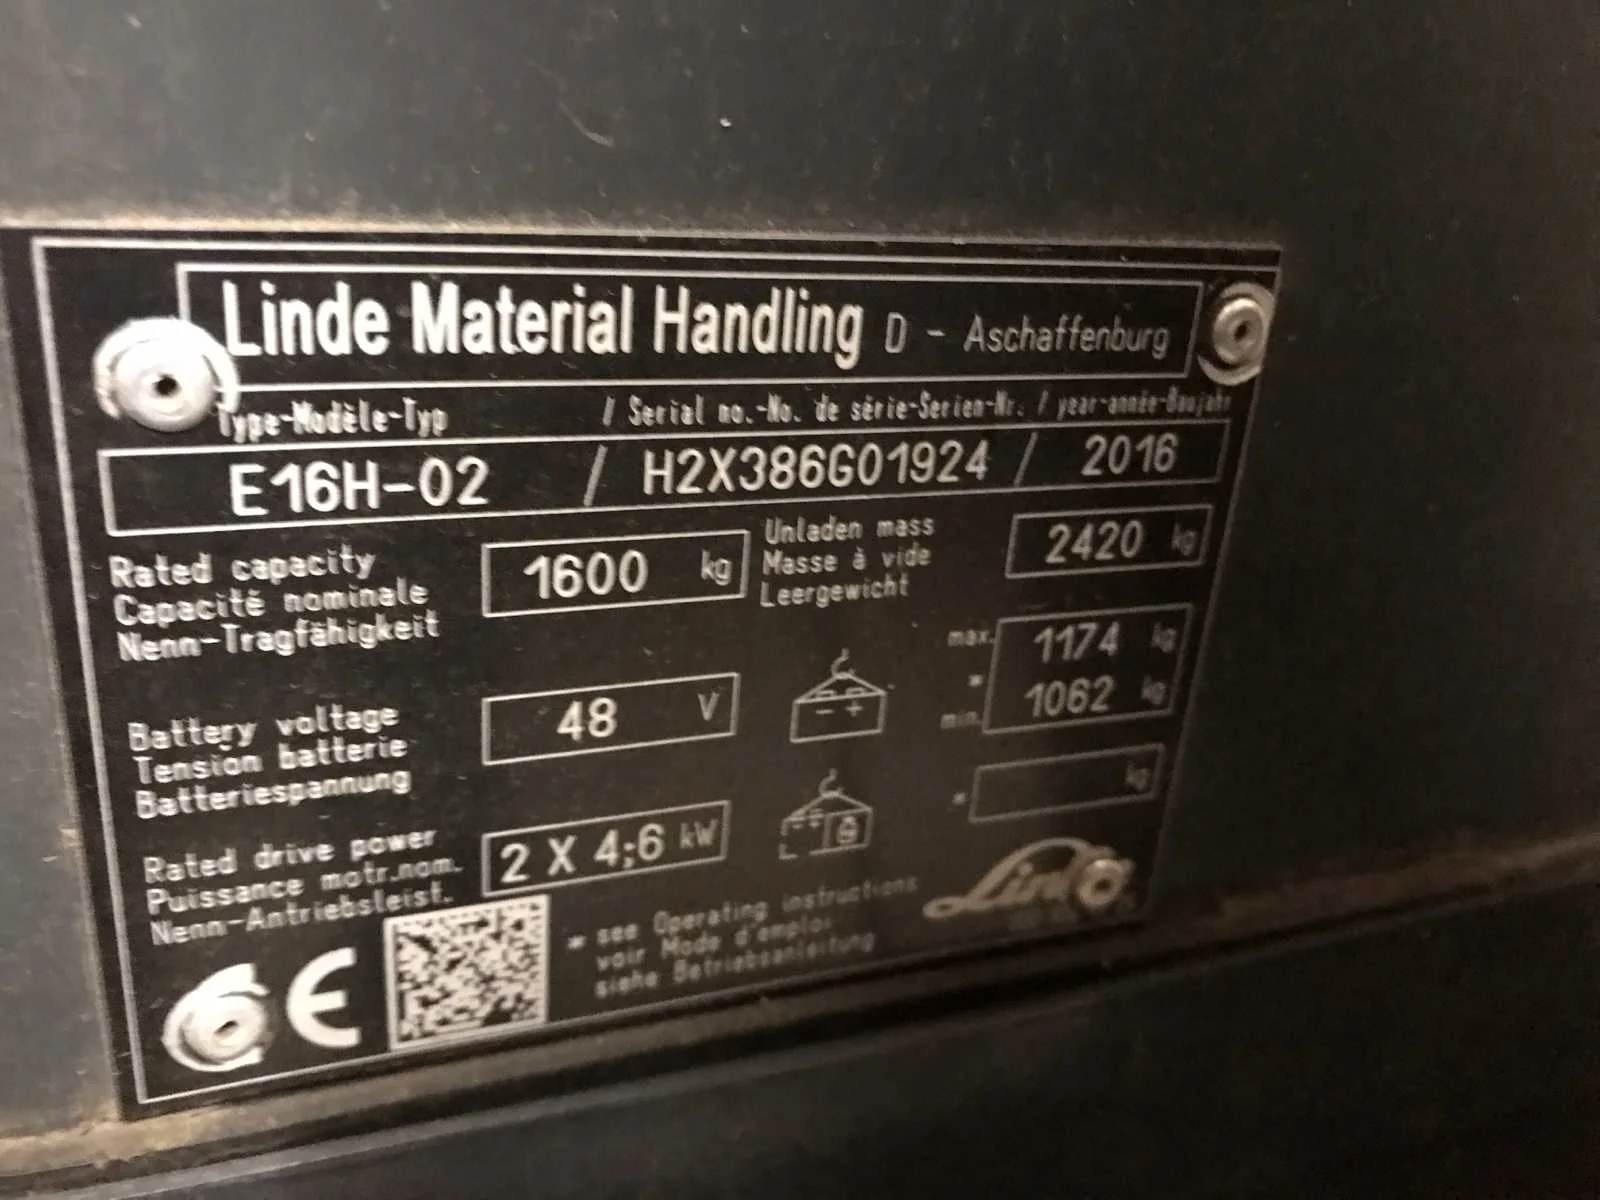 Linde Material Handling D - Aschaffenburg
Type-Modèle-Typ / Serial no.-No. de série-Serien-Nr. / year-année-Baujahr
E16H-02 / H2X386G01924 / 2016
Rated capacity
Capacité nominale
Nenn-Tragfähigkeit
1600 kg
Unladen mass
Masse à vide
Leergewicht
2420 kg
Battery voltage
Tension batterie
Batteriespannung
48 V
- +
max. 1174 kg
*
min. 1062 kg
Rated drive power
Puissance motr.nom.
Nenn-Antriebsleist.
2 X 4;6 kW
* kg
CE
* see Operating instructions
voir Mode d'emploi
siehe Betriebsanleitung
Linde